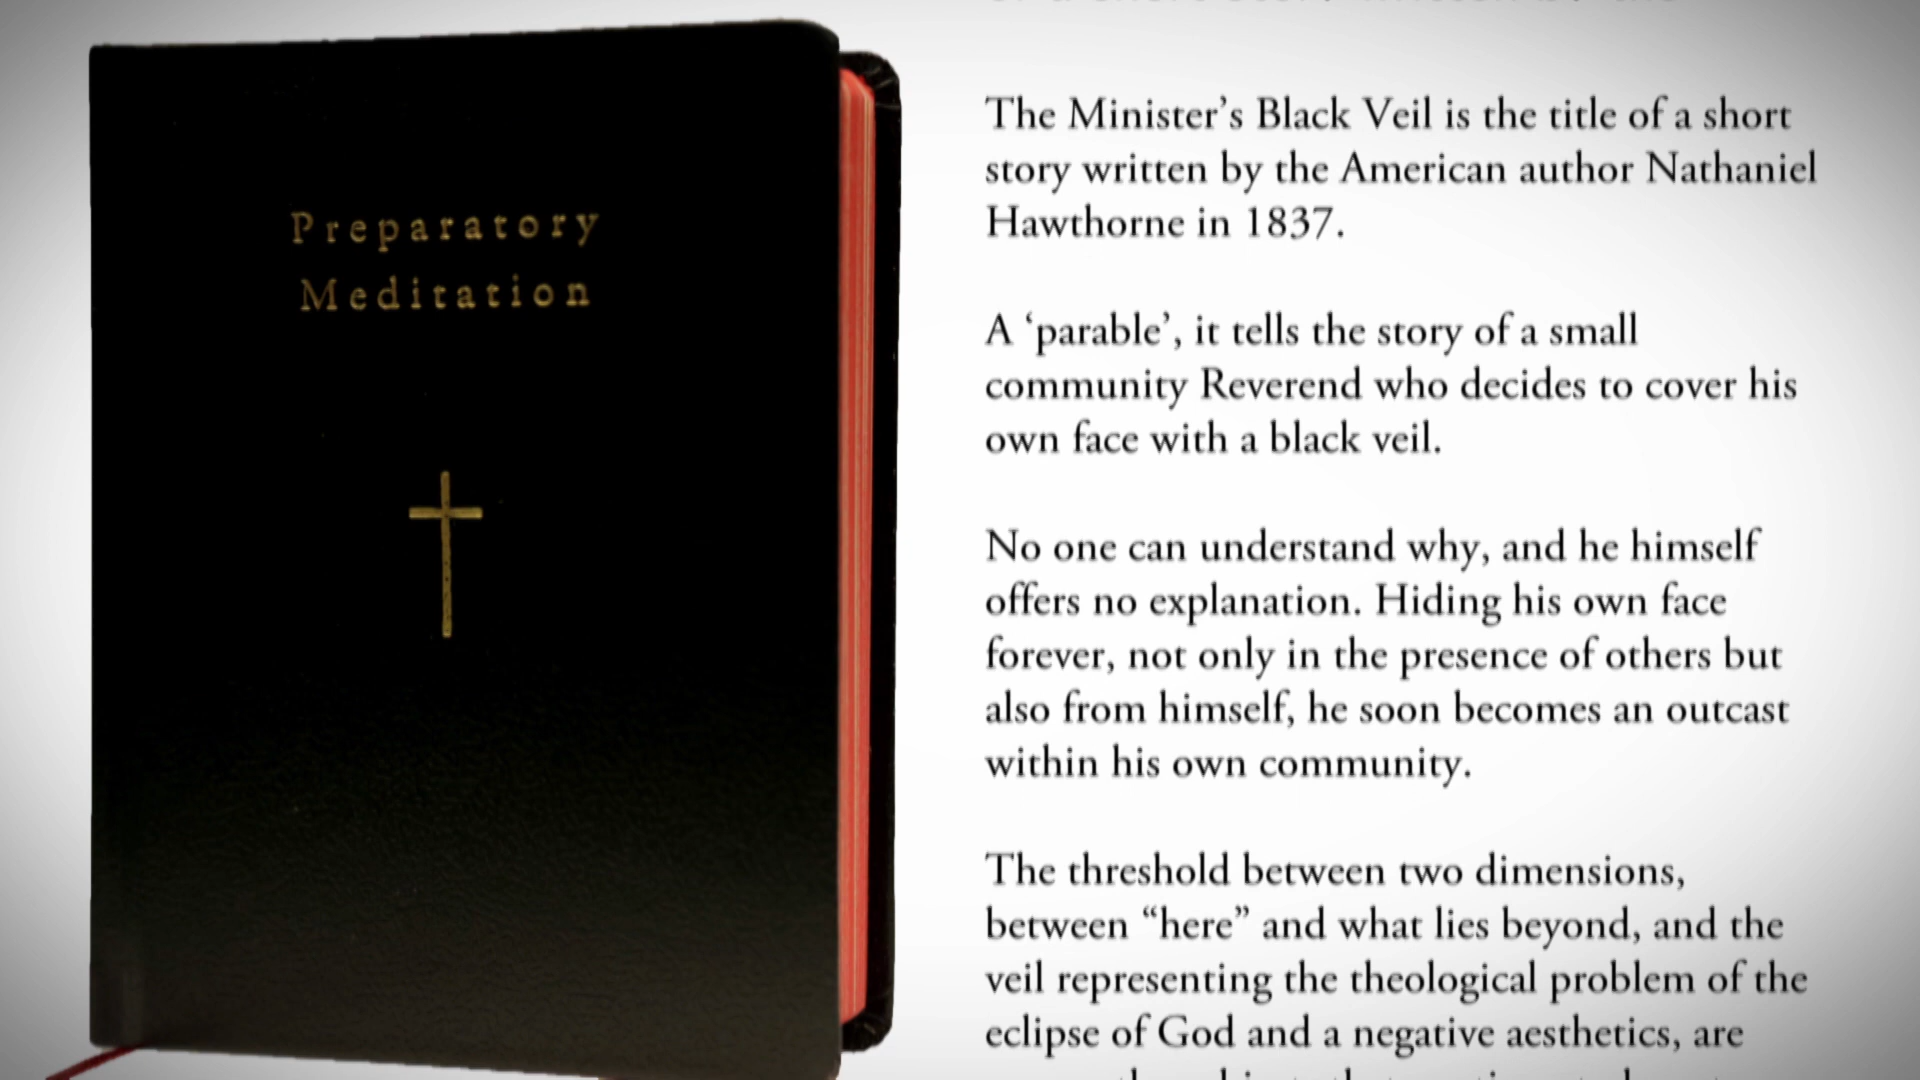 Preparatory
Meditation
The Minister’s Black Veil is the title of a short
story written by the American author Nathaniel
Hawthorne in 1837.
A ‘parable’, it tells the story of a small
community Reverend who decides to cover his
own face with a black veil.
No one can understand why, and he himself
offers no explanation. Hiding his own face
forever, not only in the presence of others but
also from himself, he soon becomes an outcast
within his own community.
The threshold between two dimensions,
between “here” and what lies beyond, and the
veil representing the theological problem of the
eclipse of God and a negative aesthetics, are